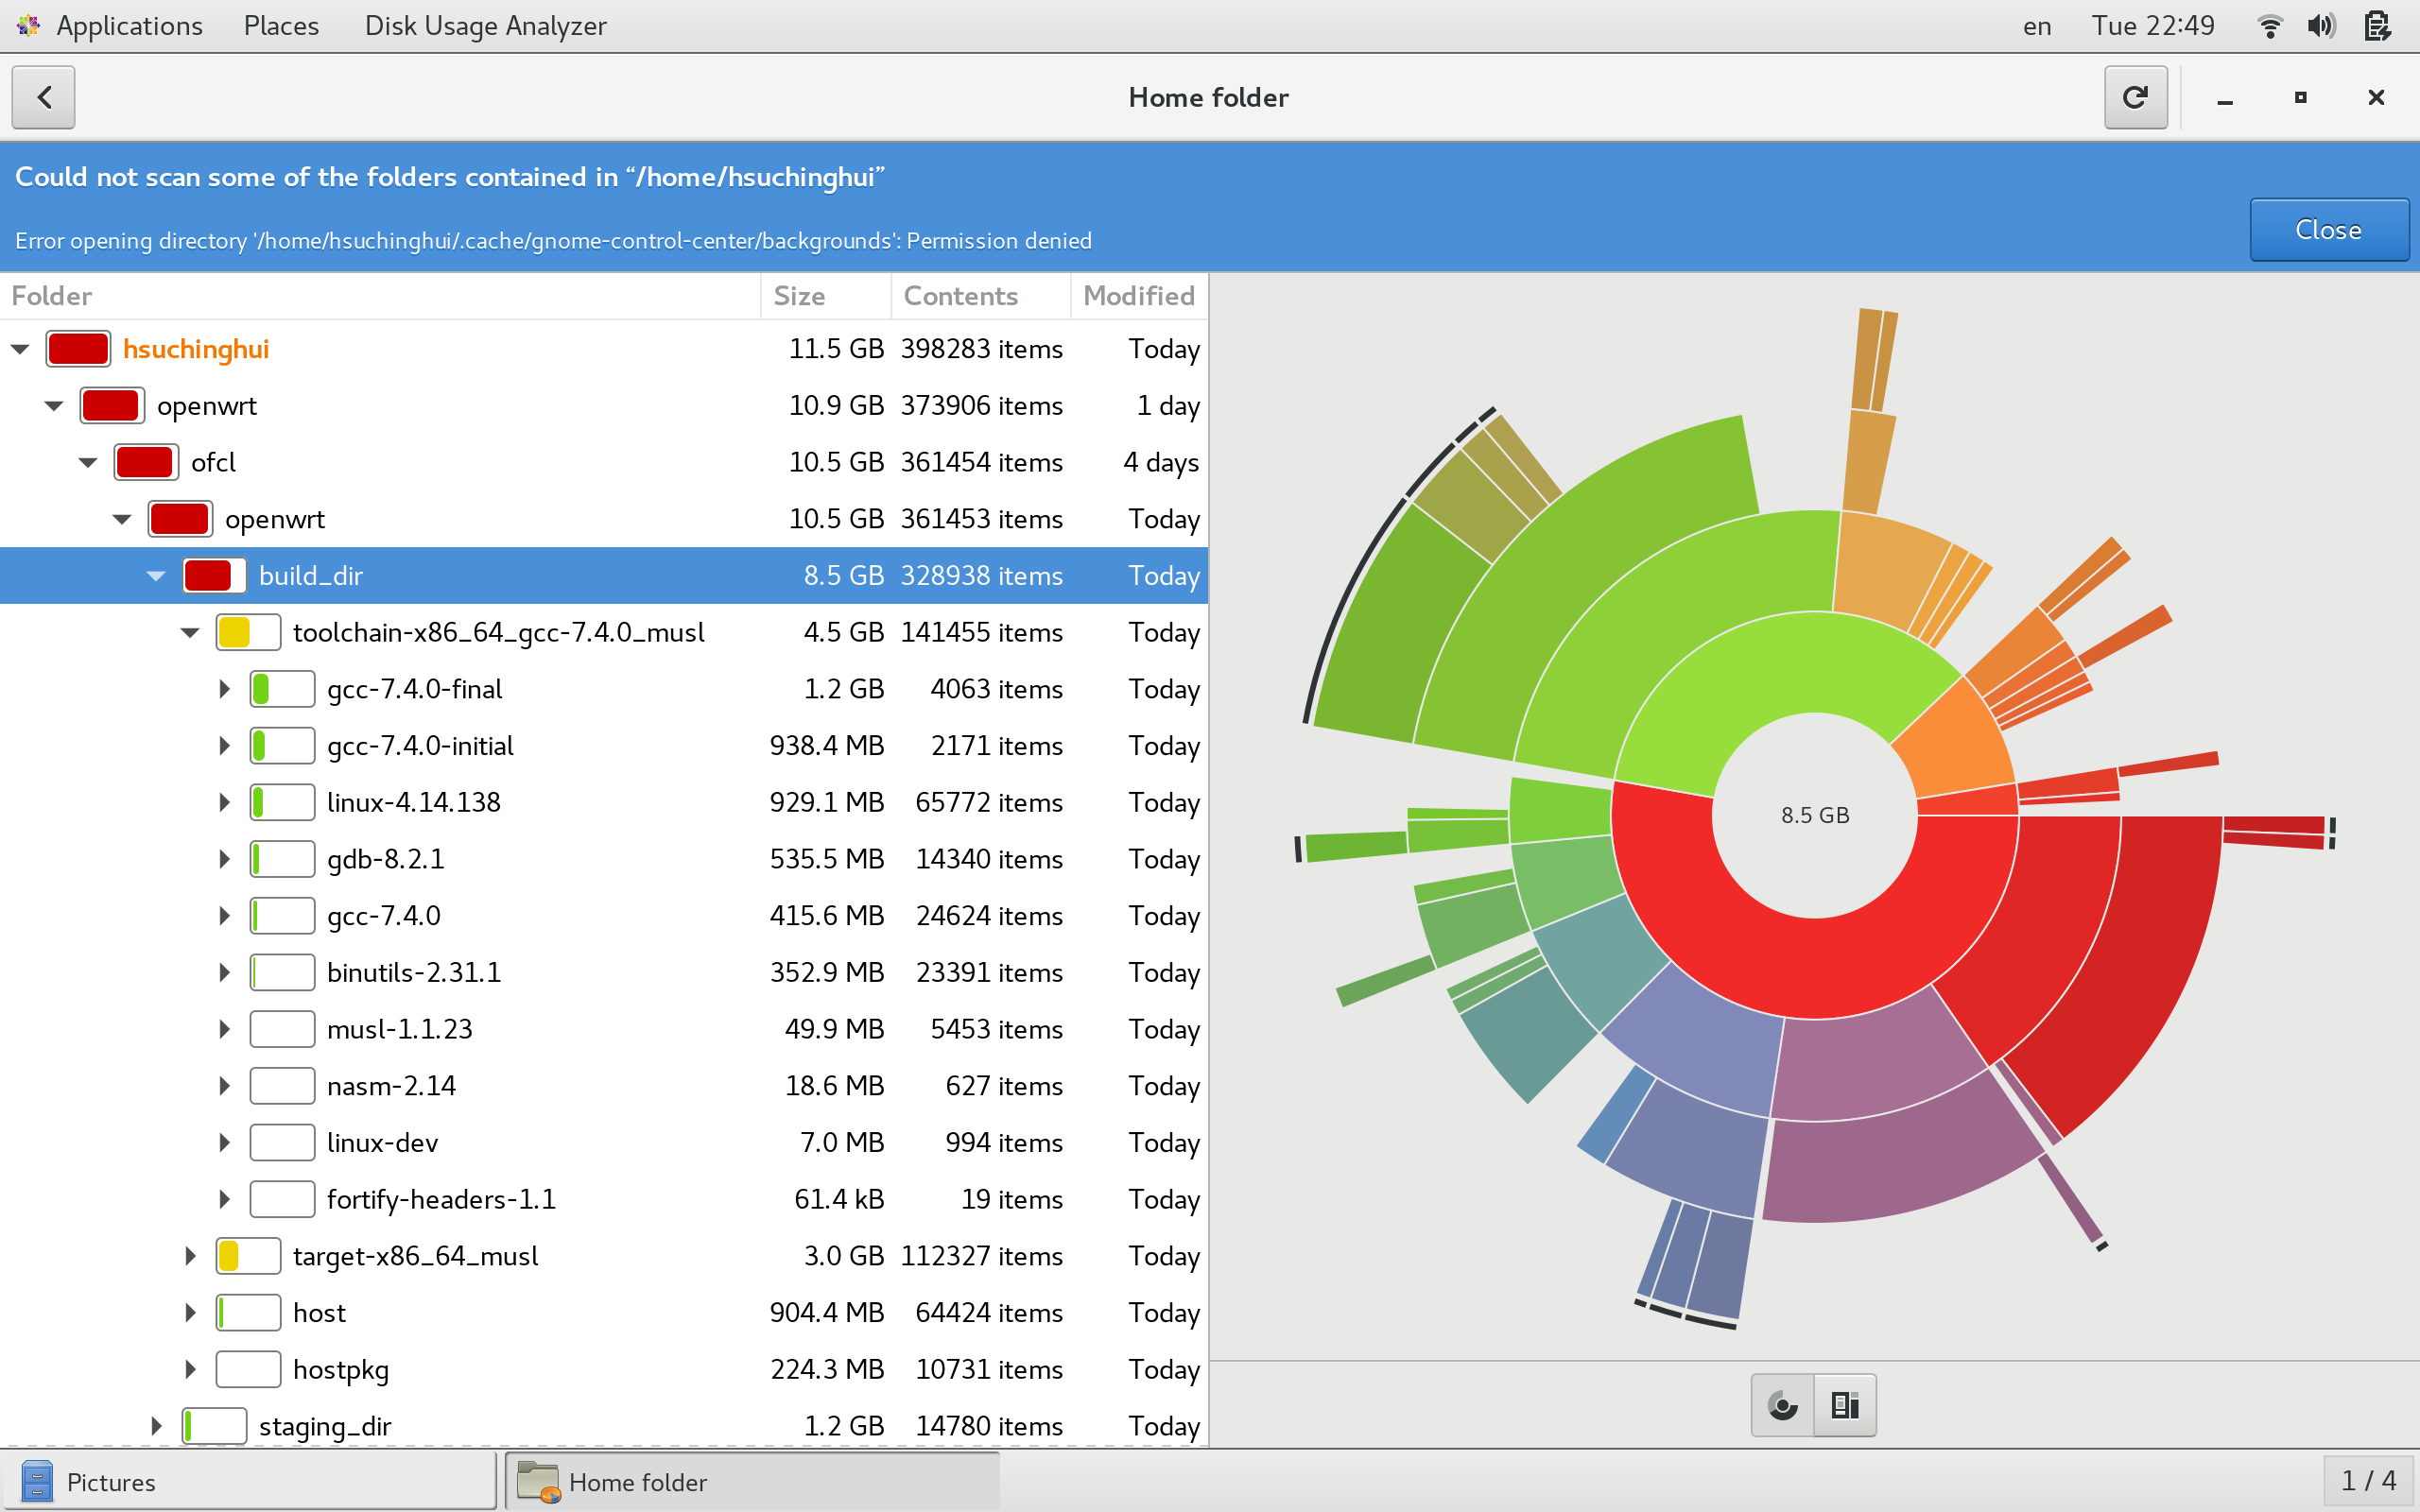 Applications Places Disk Usage Analyzer en Tue 22:49
Home folder
Could not scan some of the folders contained in “/home/hsuchinghui”
Error opening directory '/home/hsuchinghui/.cache/gnome-control-center/backgrounds': Permission denied
Close
Folder Size Contents Modified
hsuchinghui 11.5 GB 398283 items Today
openwrt 10.9 GB 373906 items 1 day
ofcl 10.5 GB 361454 items 4 days
openwrt 10.5 GB 361453 items Today
build_dir 8.5 GB 328938 items Today
toolchain-x86_64_gcc-7.4.0_musl 4.5 GB 141455 items Today
gcc-7.4.0-final 1.2 GB 4063 items Today
gcc-7.4.0-initial 938.4 MB 2171 items Today
linux-4.14.138 929.1 MB 65772 items Today
gdb-8.2.1 535.5 MB 14340 items Today
gcc-7.4.0 415.6 MB 24624 items Today
binutils-2.31.1 352.9 MB 23391 items Today
musl-1.1.23 49.9 MB 5453 items Today
nasm-2.14 18.6 MB 627 items Today
linux-dev 7.0 MB 994 items Today
fortify-headers-1.1 61.4 kB 19 items Today
target-x86_64_musl 3.0 GB 112327 items Today
host 904.4 MB 64424 items Today
hostpkg 224.3 MB 10731 items Today
staging_dir 1.2 GB 14780 items Today
8.5 GB
Pictures Home folder 1 / 4